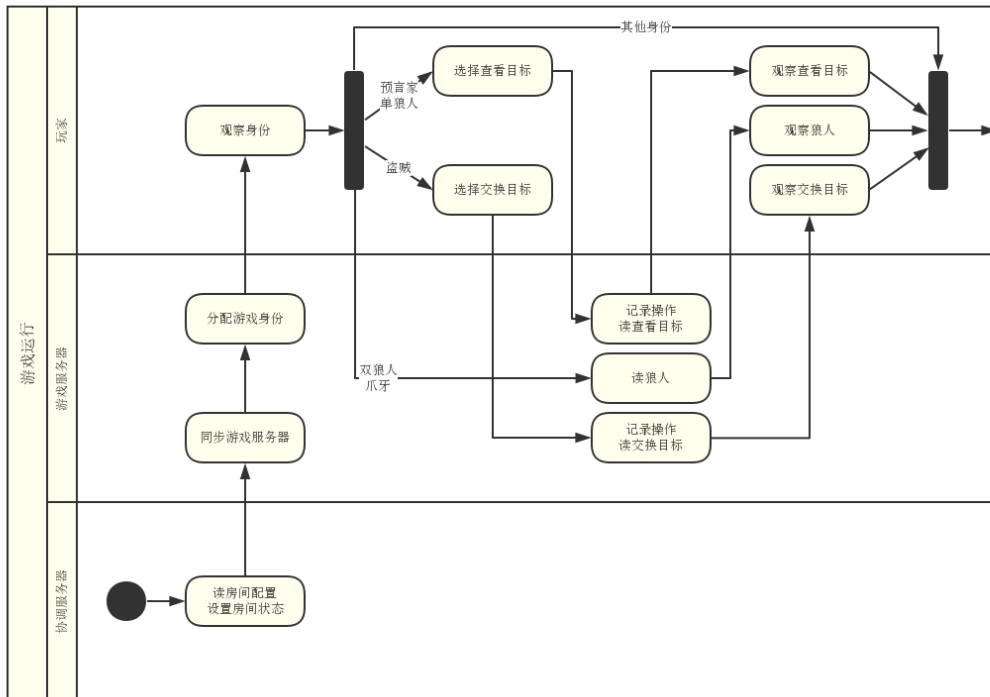 其他身份
选择查看目标
观察查看目标
预言家
单狼人
玩家
观察身份
观察狼人
盗贼
选择交换目标
观察交换目标
游戏运行
游戏服务器
分配游戏身份
记录操作
读查看目标
双狼人
爪牙
读狼人
同步游戏服务器
记录操作
读交换目标
协调服务器
读房间配置
设置房间状态